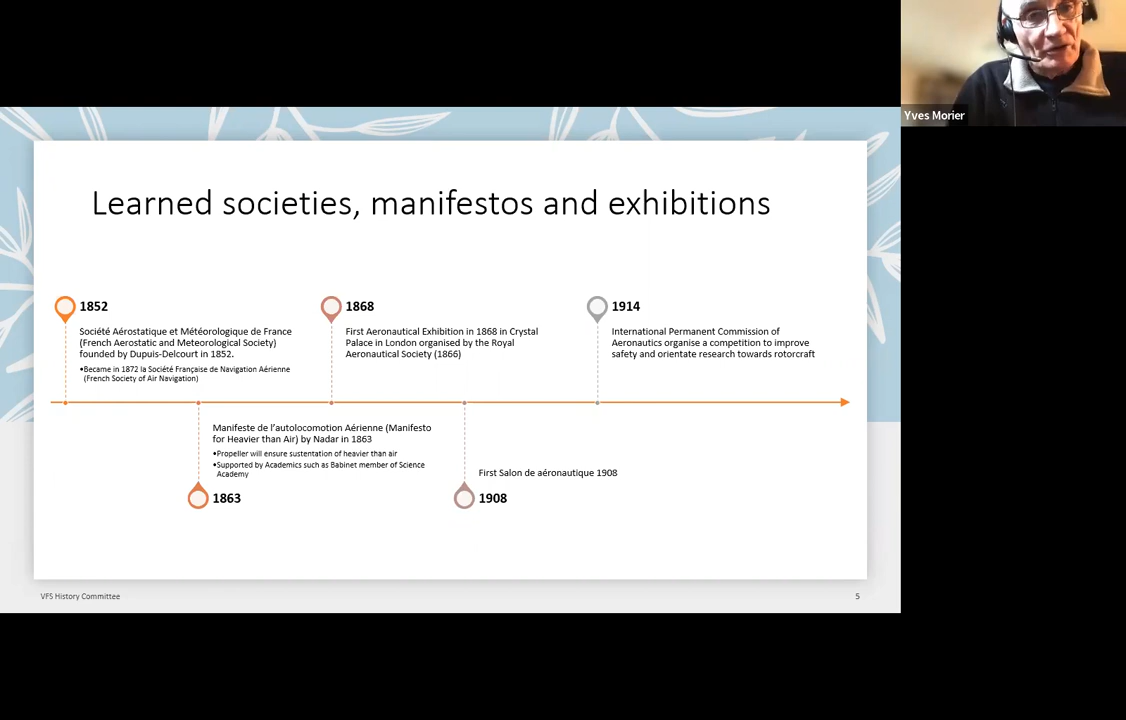 Yves Morier
Learned societies, manifestos and exhibitions
1852
Société Aérostatique et Météorologique de France
(French Aerostatic and Meteorological Society)
founded by Dupuis-Delcourt in 1852.
•Became in 1872 la Société Française de Navigation Aérienne
(French Society of Air Navigation)
1868
First Aeronautical Exhibition in 1868 in Crystal
Palace in London organised by the Royal
Aeronautical Society (1866)
1914
International Permanent Commission of
Aeronautics organise a competition to improve
safety and orientate research towards rotorcraft
Manifeste de l’autolocomotion Aérienne (Manifesto
for Heavier than Air) by Nadar in 1863
•Propeller will ensure sustentation of heavier than air
•Supported by Academics such as Babinet member of Science
Academy
1863
First Salon de aéronautique 1908
1908
VFS History Committee
5